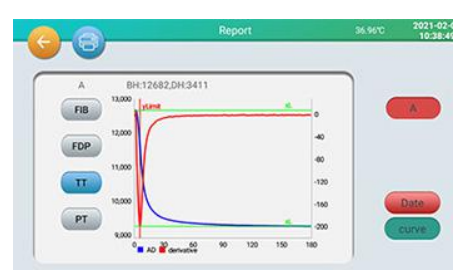 Report
36.96℃
2021-02-0
10:38:49
A
BH:12682,DH:3411
FIB
FDP
TT
PT
13,000
12,000
11,000
10,000
9,000
yLimit
xL
xL
0
-40
-80
-120
-160
-200
0 30 60 90 120 150 180
AD derivative
A
Date
curve